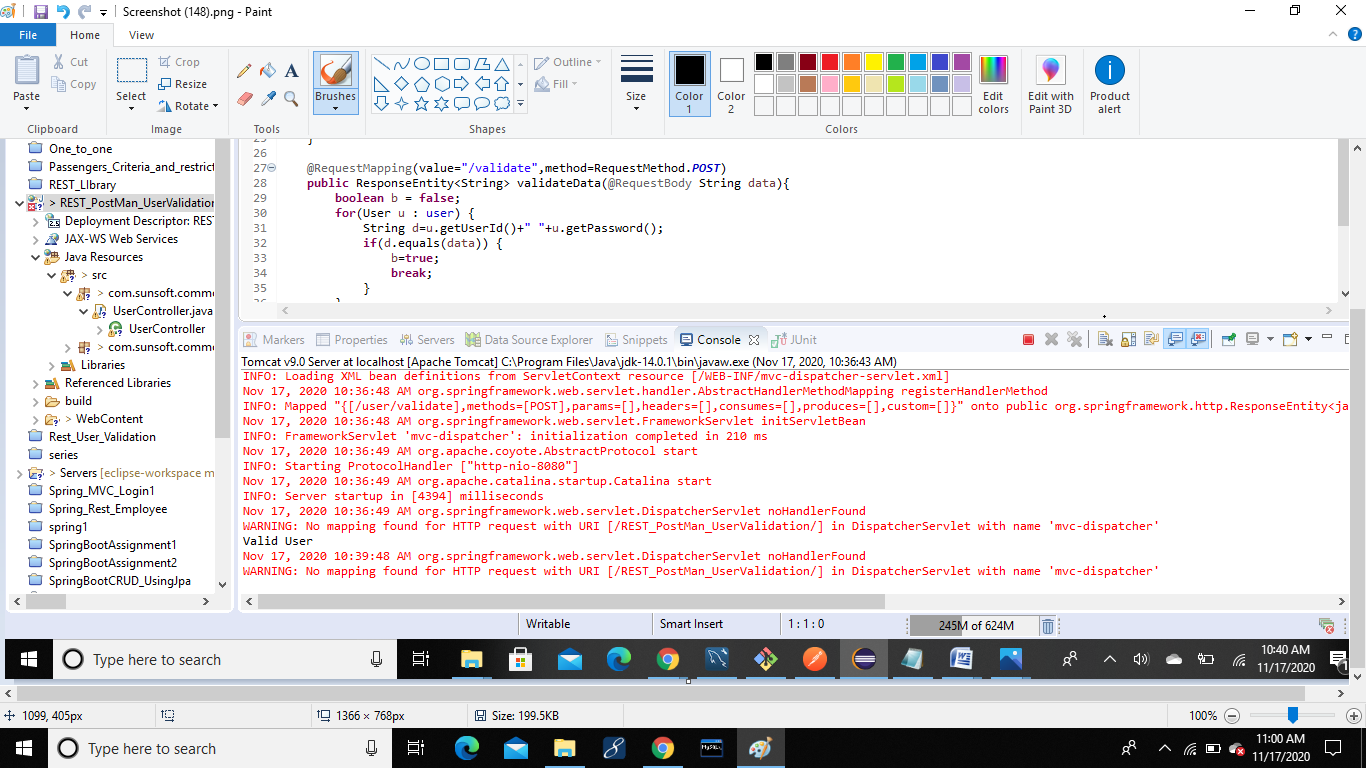 Screenshot (148).png - Paint
File
Home
View
Paste
Cut
Copy
Clipboard
Select
Crop
Resize
Rotate
Image
A
Tools
Brushes
Outline
Fill
Shapes
Size
Color 1
Color 2
Edit colors
Colors
Edit with Paint 3D
Product alert
One_to_one
Passengers_Criteria_and_restrict
REST_LIbrary
> REST_PostMan_UserValidation
Deployment Descriptor: REST
JAX-WS Web Services
Java Resources
> src
> com.sunsoft.comm
UserController.java
UserController
> com.sunsoft.comm
Libraries
Referenced Libraries
build
> WebContent
Rest_User_Validation
series
> Servers [eclipse-workspace m
Spring_MVC_Login1
Spring_Rest_Employee
spring1
SpringBootAssignment1
SpringBootAssignment2
SpringBootCRUD_UsingJpa
25 }
26
27 @RequestMapping(value="/validate",method=RequestMethod.POST)
28 public ResponseEntity<String> validateData(@RequestBody String data){
29 boolean b = false;
30 for(User u : user) {
31 String d=u.getUserId()+" "+u.getPassword();
32 if(d.equals(data)) {
33 b=true;
34 break;
35 }
36 }
Markers
Properties
Servers
Data Source Explorer
Snippets
Console
JUnit
Tomcat v9.0 Server at localhost [Apache Tomcat] C:\Program Files\Java\jdk-14.0.1\bin\javaw.exe (Nov 17, 2020, 10:36:43 AM)
INFO: Loading XML bean definitions from ServletContext resource [/WEB-INF/mvc-dispatcher-servlet.xml]
Nov 17, 2020 10:36:48 AM org.springframework.web.servlet.handler.AbstractHandlerMethodMapping registerHandlerMethod
INFO: Mapped "{[/user/validate],methods=[POST],params=[],headers=[],consumes=[],produces=[],custom=[]}" onto public org.springframework.http.ResponseEntity<ja
Nov 17, 2020 10:36:48 AM org.springframework.web.servlet.FrameworkServlet initServletBean
INFO: FrameworkServlet 'mvc-dispatcher': initialization completed in 210 ms
Nov 17, 2020 10:36:49 AM org.apache.coyote.AbstractProtocol start
INFO: Starting ProtocolHandler ["http-nio-8080"]
Nov 17, 2020 10:36:49 AM org.apache.catalina.startup.Catalina start
INFO: Server startup in [4394] milliseconds
Nov 17, 2020 10:36:49 AM org.springframework.web.servlet.DispatcherServlet noHandlerFound
WARNING: No mapping found for HTTP request with URI [/REST_PostMan_UserValidation/] in DispatcherServlet with name 'mvc-dispatcher'
Valid User
Nov 17, 2020 10:39:48 AM org.springframework.web.servlet.DispatcherServlet noHandlerFound
WARNING: No mapping found for HTTP request with URI [/REST_PostMan_UserValidation/] in DispatcherServlet with name 'mvc-dispatcher'
Writable
Smart Insert
1 : 1 : 0
245M of 624M
Type here to search
10:40 AM
11/17/2020
1099, 405px
1366 × 768px
Size: 199.5KB
100%
Type here to search
MySQL
11:00 AM
11/17/2020